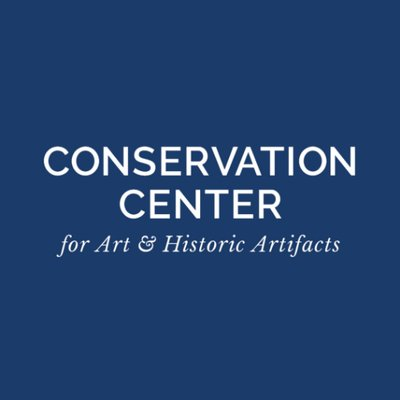 CONSERVATION
CENTER
for Art & Historic Artifacts